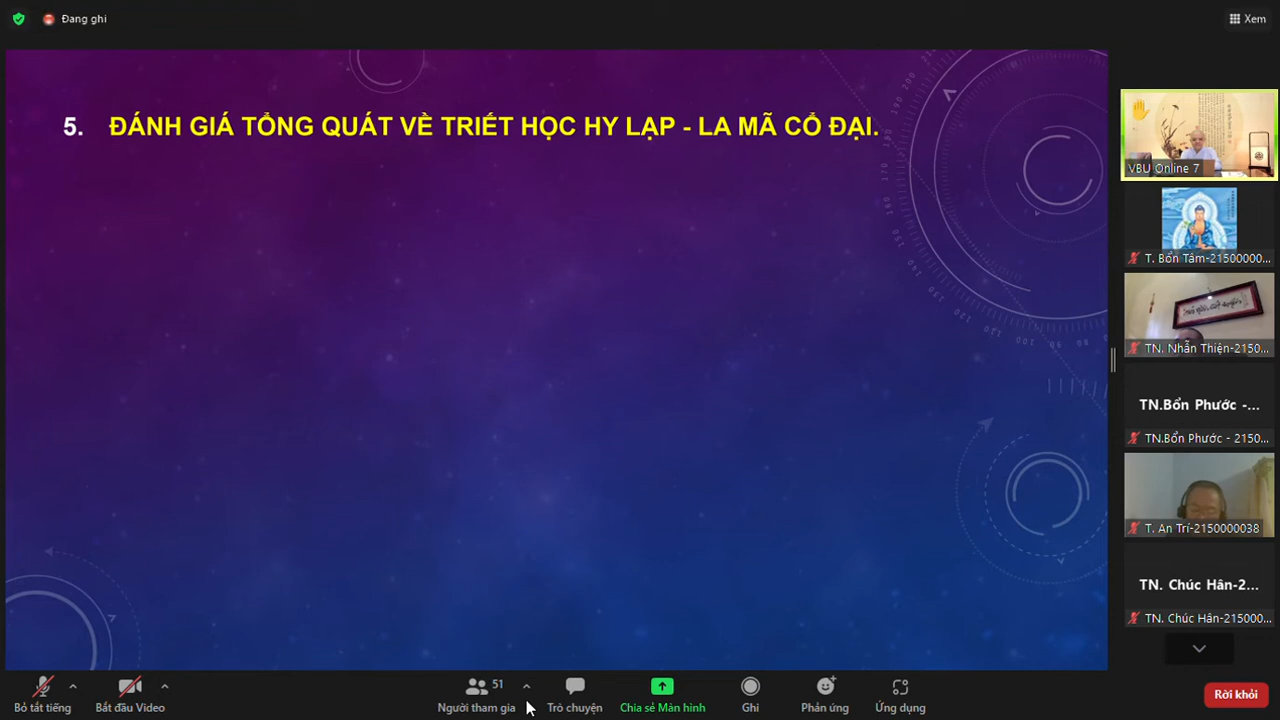 Đang ghi
Xem
5. ĐÁNH GIÁ TỔNG QUÁT VỀ TRIẾT HỌC HY LẠP - LA MÃ CỔ ĐẠI.
VBU Online 7
T. Bổn Tâm-21500000...
TN. Nhẫn Thiện-2150...
TN.Bổn Phước -...
TN.Bổn Phước - 2150...
T. An Trí-2150000038
TN. Chúc Hân-2...
TN. Chúc Hân-215000...
Bỏ tắt tiếng
Bắt đầu Video
51
Người tham gia
Trò chuyện
Chia sẻ Màn hình
Ghi
Phản ứng
Ứng dụng
Rời khỏi